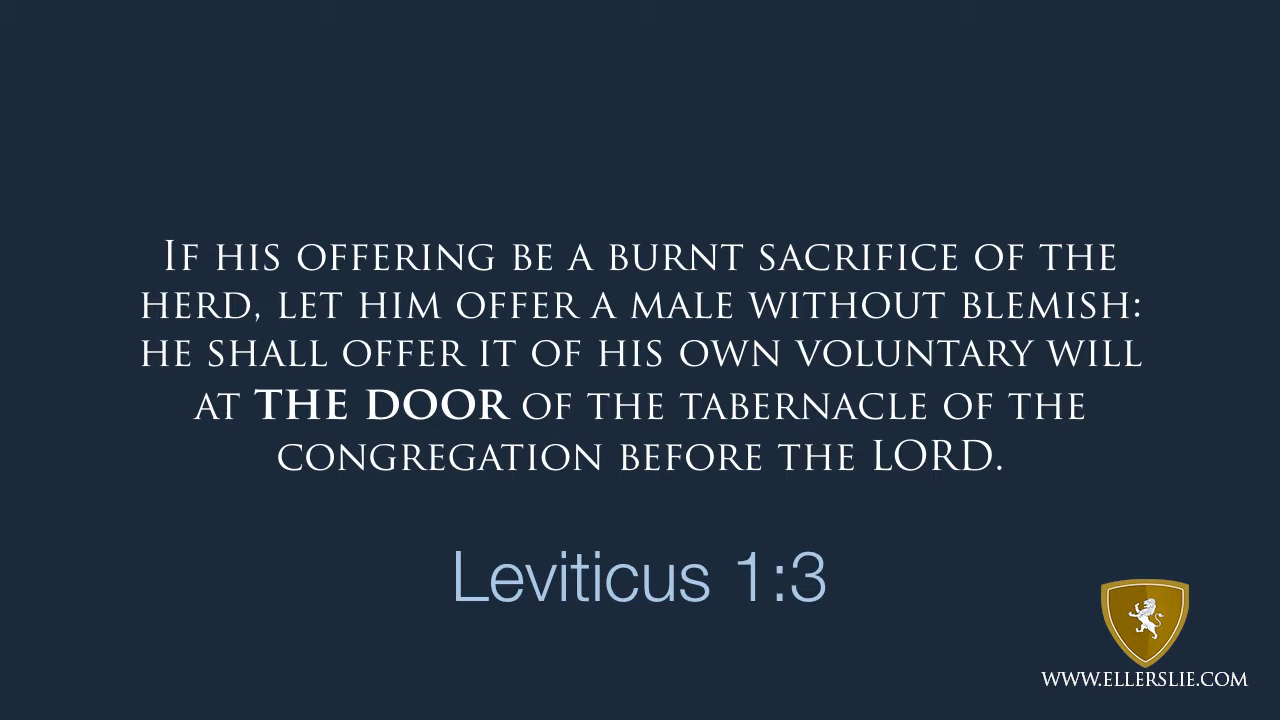 If his offering be a burnt sacrifice of the
herd, let him offer a male without blemish:
he shall offer it of his own voluntary will
at THE DOOR of the tabernacle of the
congregation before the LORD.
Leviticus 1:3
WWW.ELLERSLIE.COM